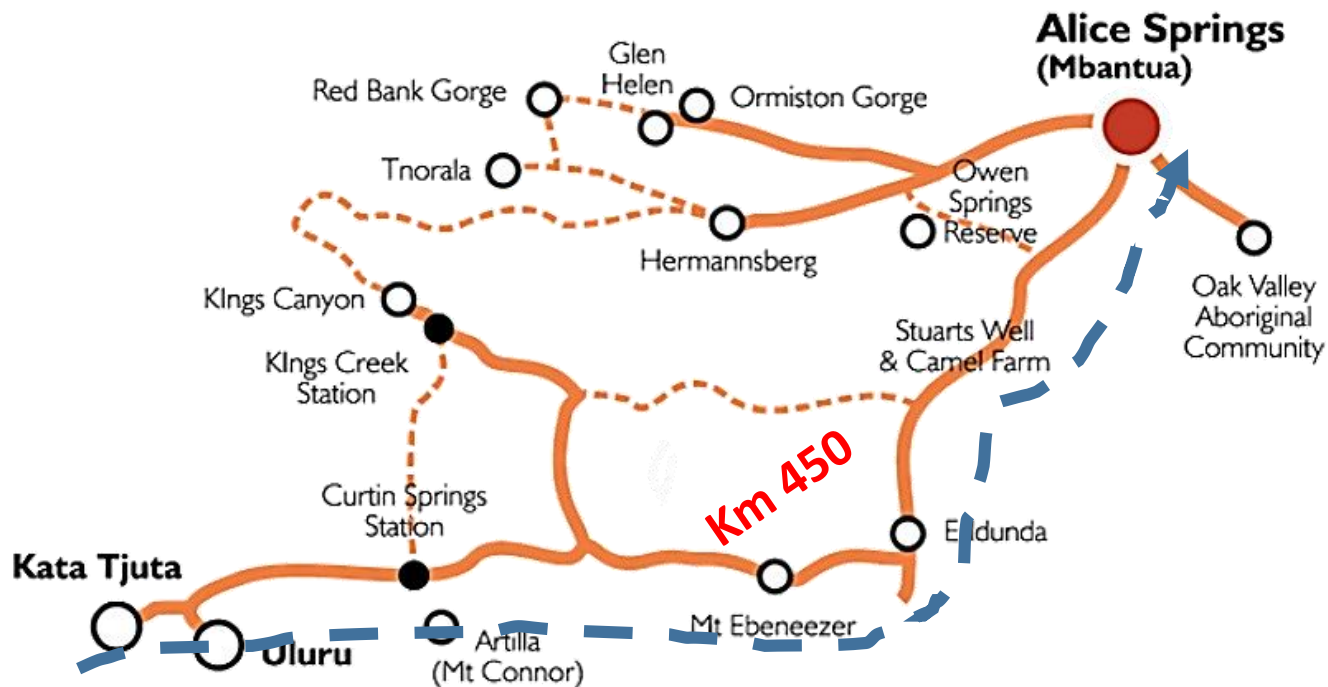 Alice Springs
(Mbantua)
Glen
Helen
Red Bank Gorge
Ormiston Gorge
Tnorala
Owen
Springs
Reserve
Hermannsberg
KIngs Canyon
Oak Valley
Aboriginal
Community
Stuarts Well
& Camel Farm
KIngs Creek
Station
Km 450
Curtin Springs
Station
Erldunda
Kata Tjuta
Mt Ebeneezer
Uluru
Artilla
(Mt Connor)